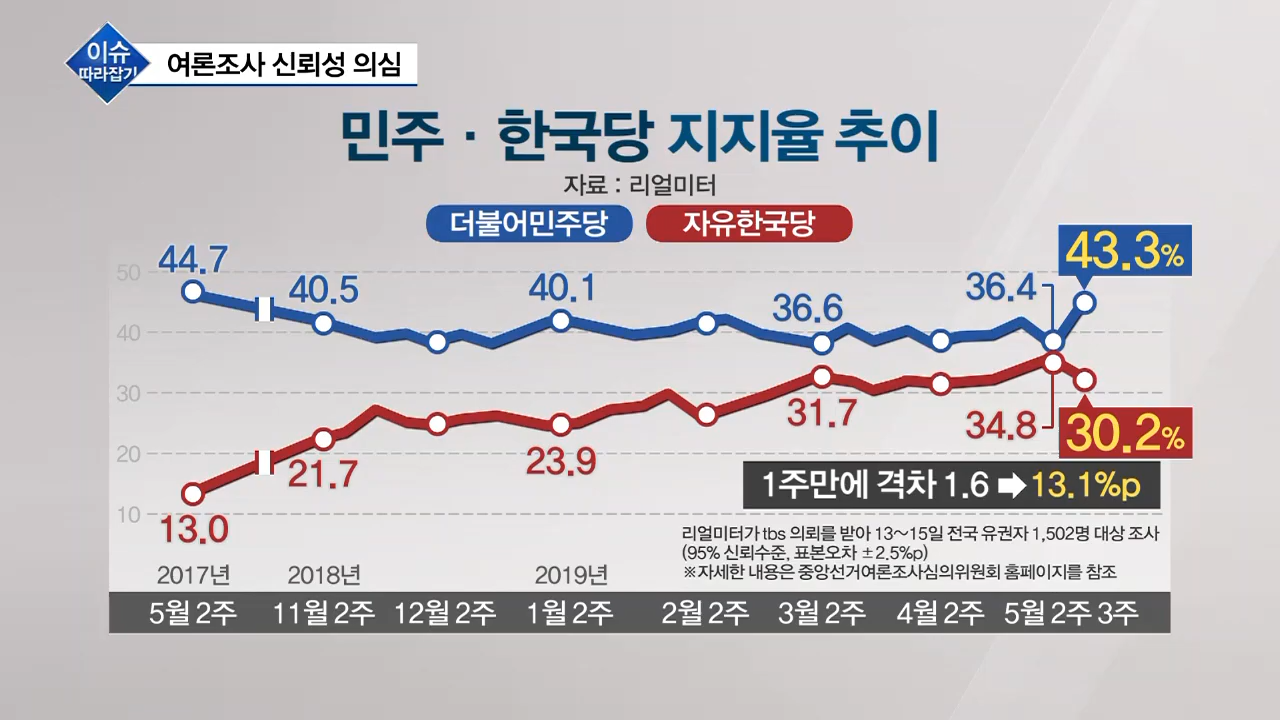 이슈
따라잡기
여론조사 신뢰성 의심
민주·한국당 지지율 추이
자료 : 리얼미터
더불어민주당 자유한국당
50
40
30
20
10
44.7 40.5 40.1 36.6 36.4 43.3%
13.0 21.7 23.9 31.7 34.8 30.2%
1주만에 격차 1.6 ➡ 13.1%p
리얼미터가 tbs 의뢰를 받아 13~15일 전국 유권자 1,502명 대상 조사
(95% 신뢰수준, 표본오차 ±2.5%p)
※자세한 내용은 중앙선거여론조사심의위원회 홈페이지를 참조
2017년 2018년 2019년
5월 2주 11월 2주 12월 2주 1월 2주 2월 2주 3월 2주 4월 2주 5월 2주 3주